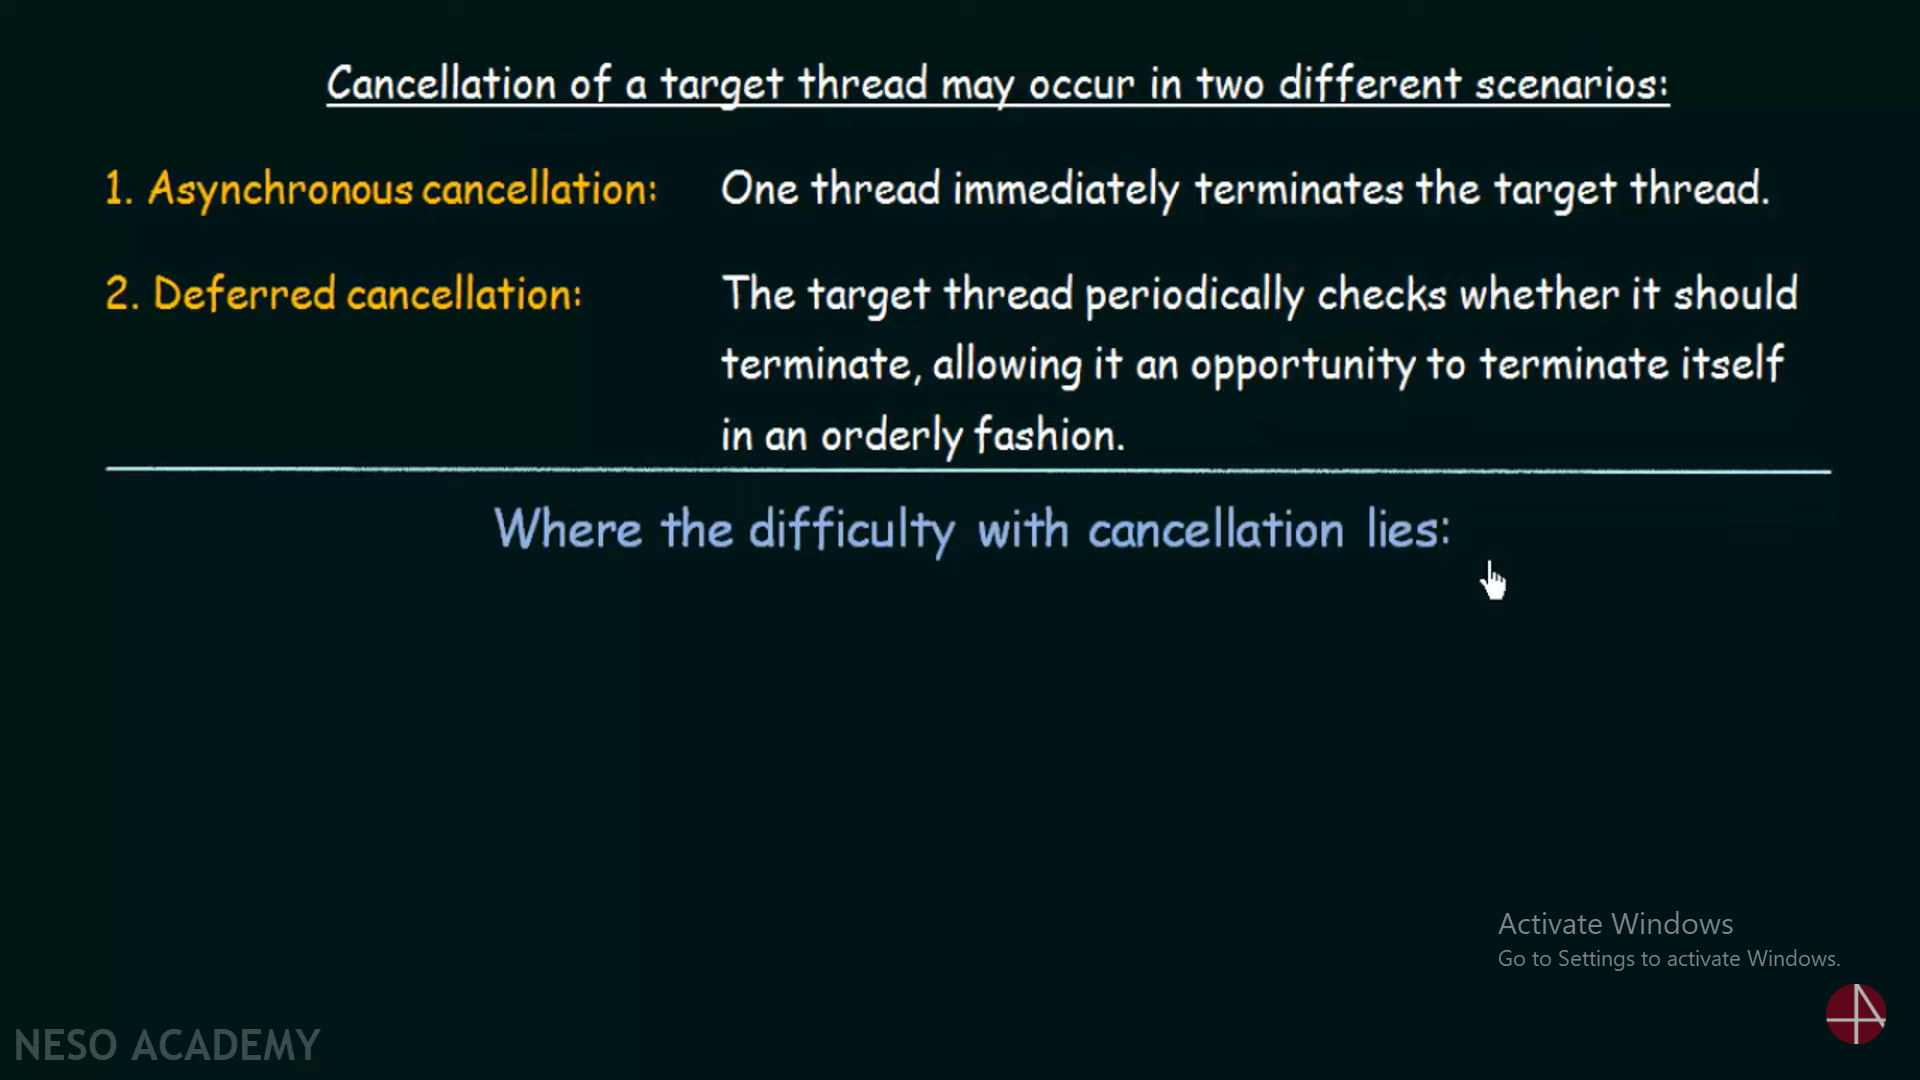 Cancellation of a target thread may occur in two different scenarios:
1. Asynchronous cancellation: One thread immediately terminates the target thread.
2. Deferred cancellation: The target thread periodically checks whether it should
terminate, allowing it an opportunity to terminate itself
in an orderly fashion.
Where the difficulty with cancellation lies:
Activate Windows
Go to Settings to activate Windows.
NESO ACADEMY